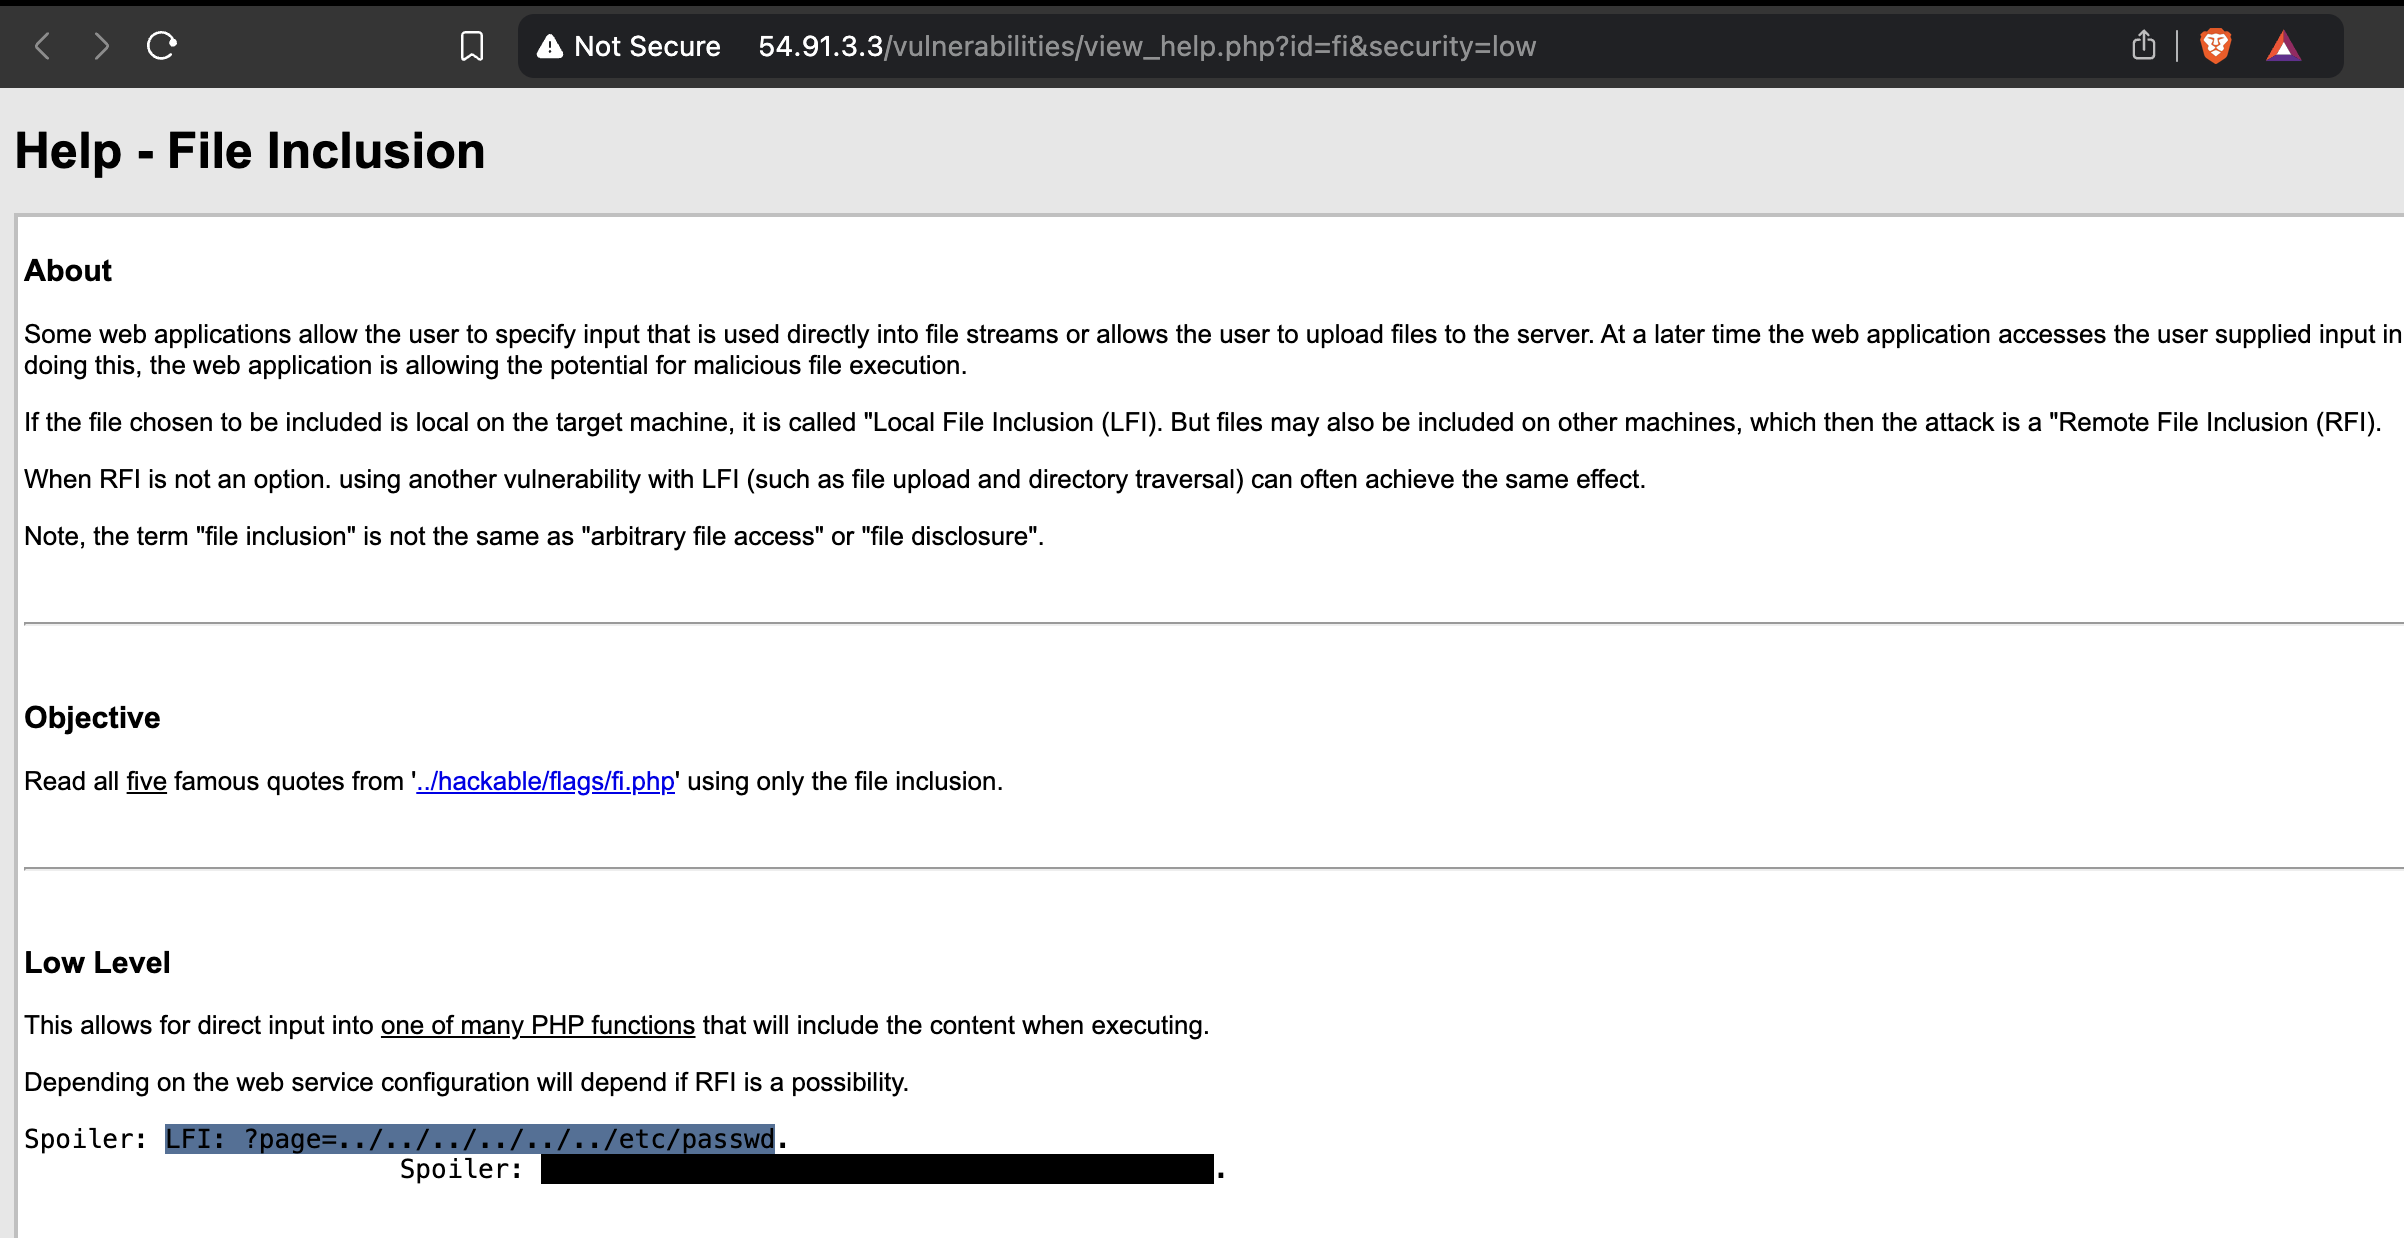 Not Secure 54.91.3.3/vulnerabilities/view_help.php?id=fi&security=low
Help - File Inclusion
About
Some web applications allow the user to specify input that is used directly into file streams or allows the user to upload files to the server. At a later time the web application accesses the user supplied input in
doing this, the web application is allowing the potential for malicious file execution.
If the file chosen to be included is local on the target machine, it is called "Local File Inclusion (LFI). But files may also be included on other machines, which then the attack is a "Remote File Inclusion (RFI).
When RFI is not an option. using another vulnerability with LFI (such as file upload and directory traversal) can often achieve the same effect.
Note, the term "file inclusion" is not the same as "arbitrary file access" or "file disclosure".
Objective
Read all five famous quotes from '../hackable/flags/fi.php' using only the file inclusion.
Low Level
This allows for direct input into one of many PHP functions that will include the content when executing.
Depending on the web service configuration will depend if RFI is a possibility.
Spoiler: LFI: ?page=../../../../../../etc/passwd.
Spoiler: .